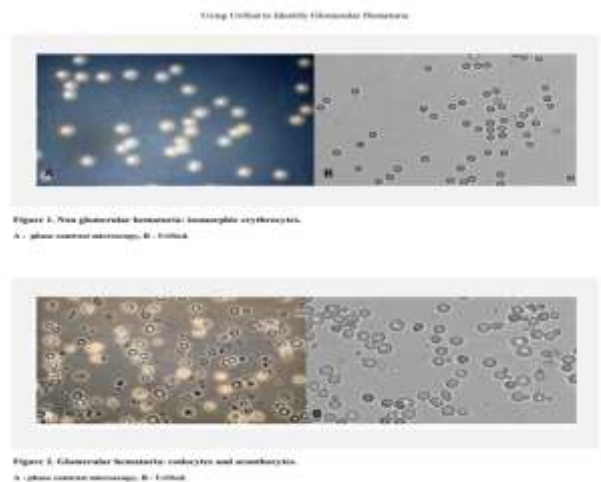 Using UriSed to Identify Glomerular Hematuria
A
B
Figure 1. Non glomerular hematuria: isomorphic erythrocytes.
A - phase contrast microscopy, B - UriSed.
B
Figure 2. Glomerular hematuria: codocytes and acanthocytes.
A - phase contrast microscopy, B - UriSed.